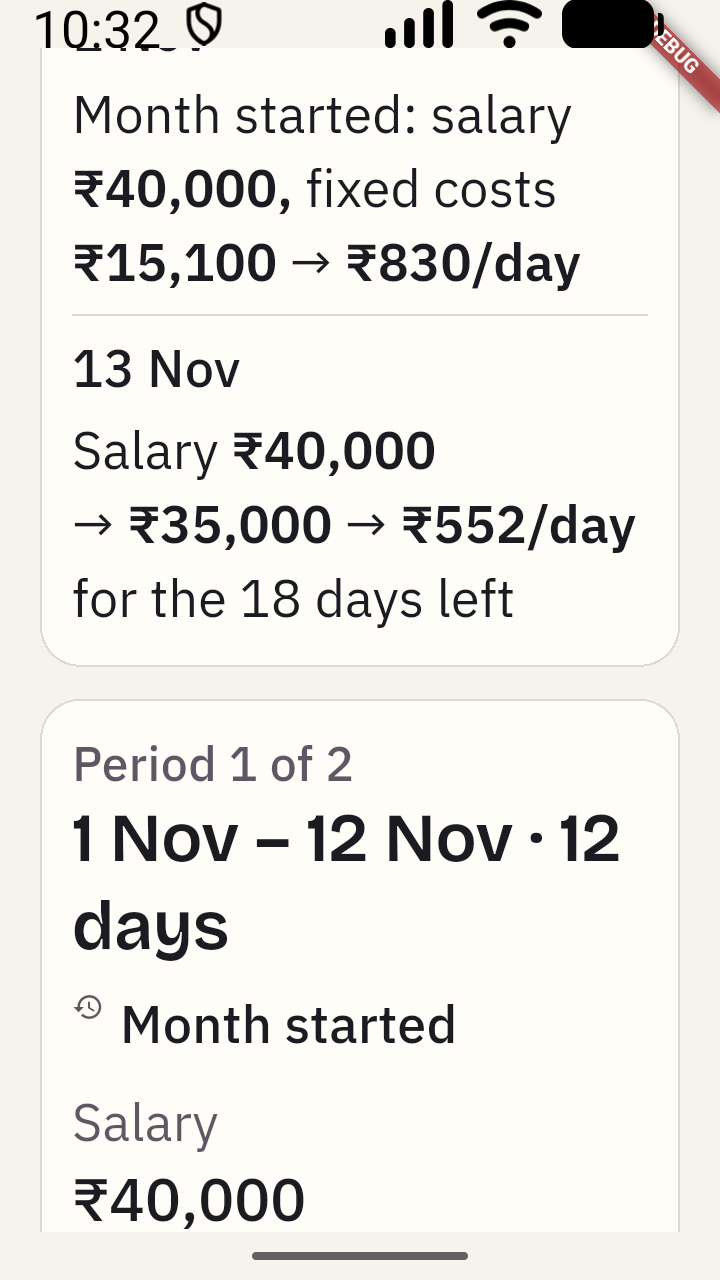 10:32
DEBUG
Month started: salary
₹40,000, fixed costs
₹15,100 → ₹830/day
13 Nov
Salary ₹40,000
→ ₹35,000 → ₹552/day
for the 18 days left
Period 1 of 2
1 Nov – 12 Nov · 12
days
Month started
Salary
₹40,000